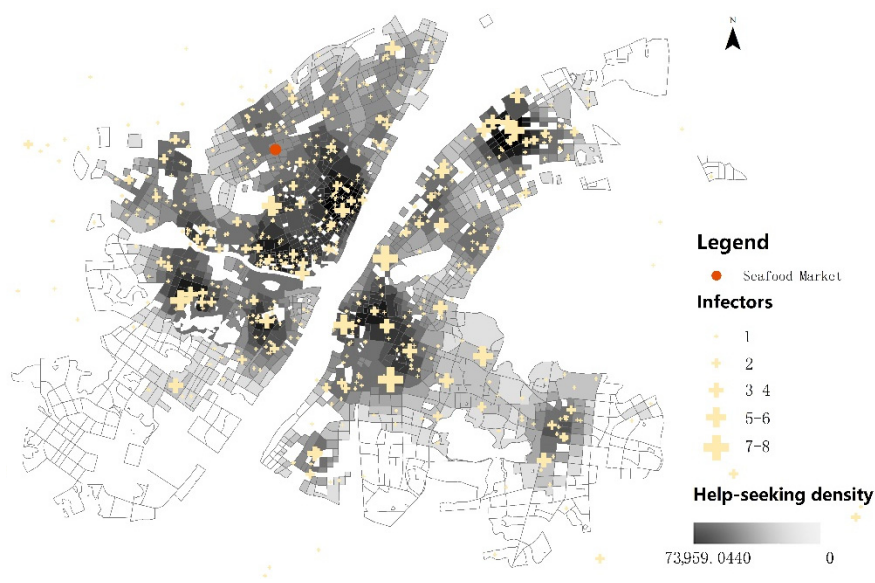 N
Legend
Seafood Market
Infectors
1
2
3 4
5-6
7-8
Help-seeking density
73,959.0440 0